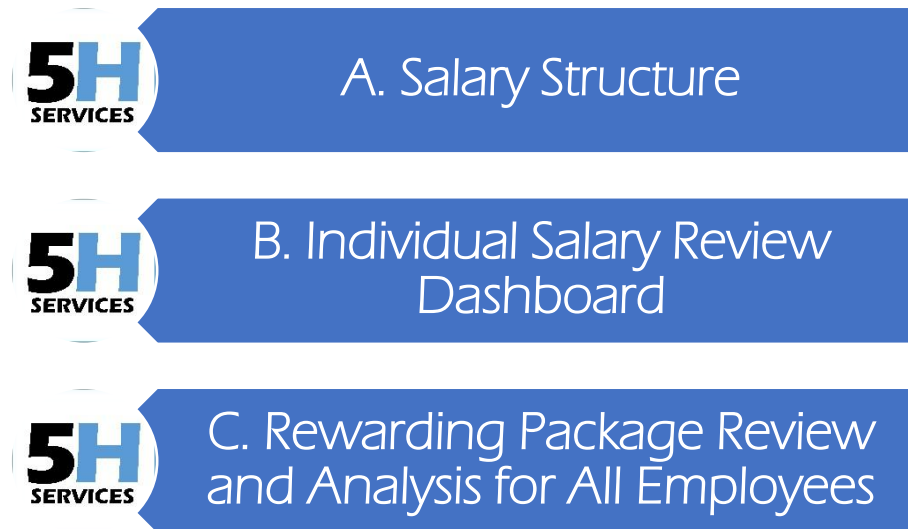 5H
SERVICES
A. Salary Structure
5H
SERVICES
B. Individual Salary Review
Dashboard
5H
SERVICES
C. Rewarding Package Review
and Analysis for All Employees